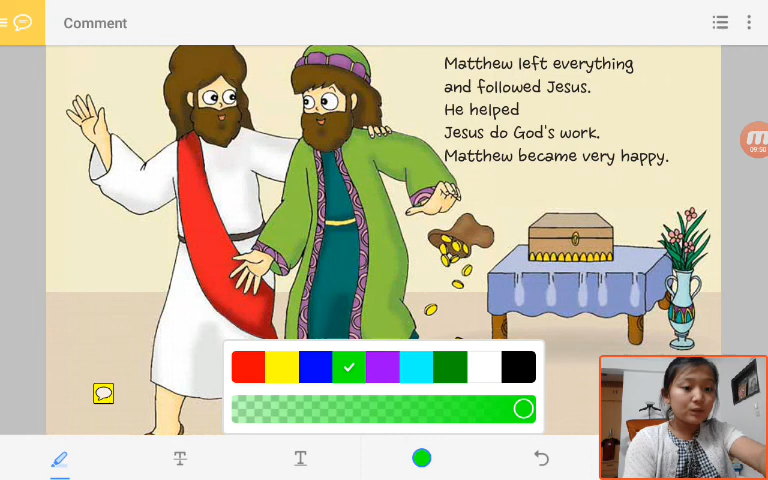 Comment
Matthew left everything
and followed Jesus.
He helped
Jesus do God's work.
Matthew became very happy.
09:50